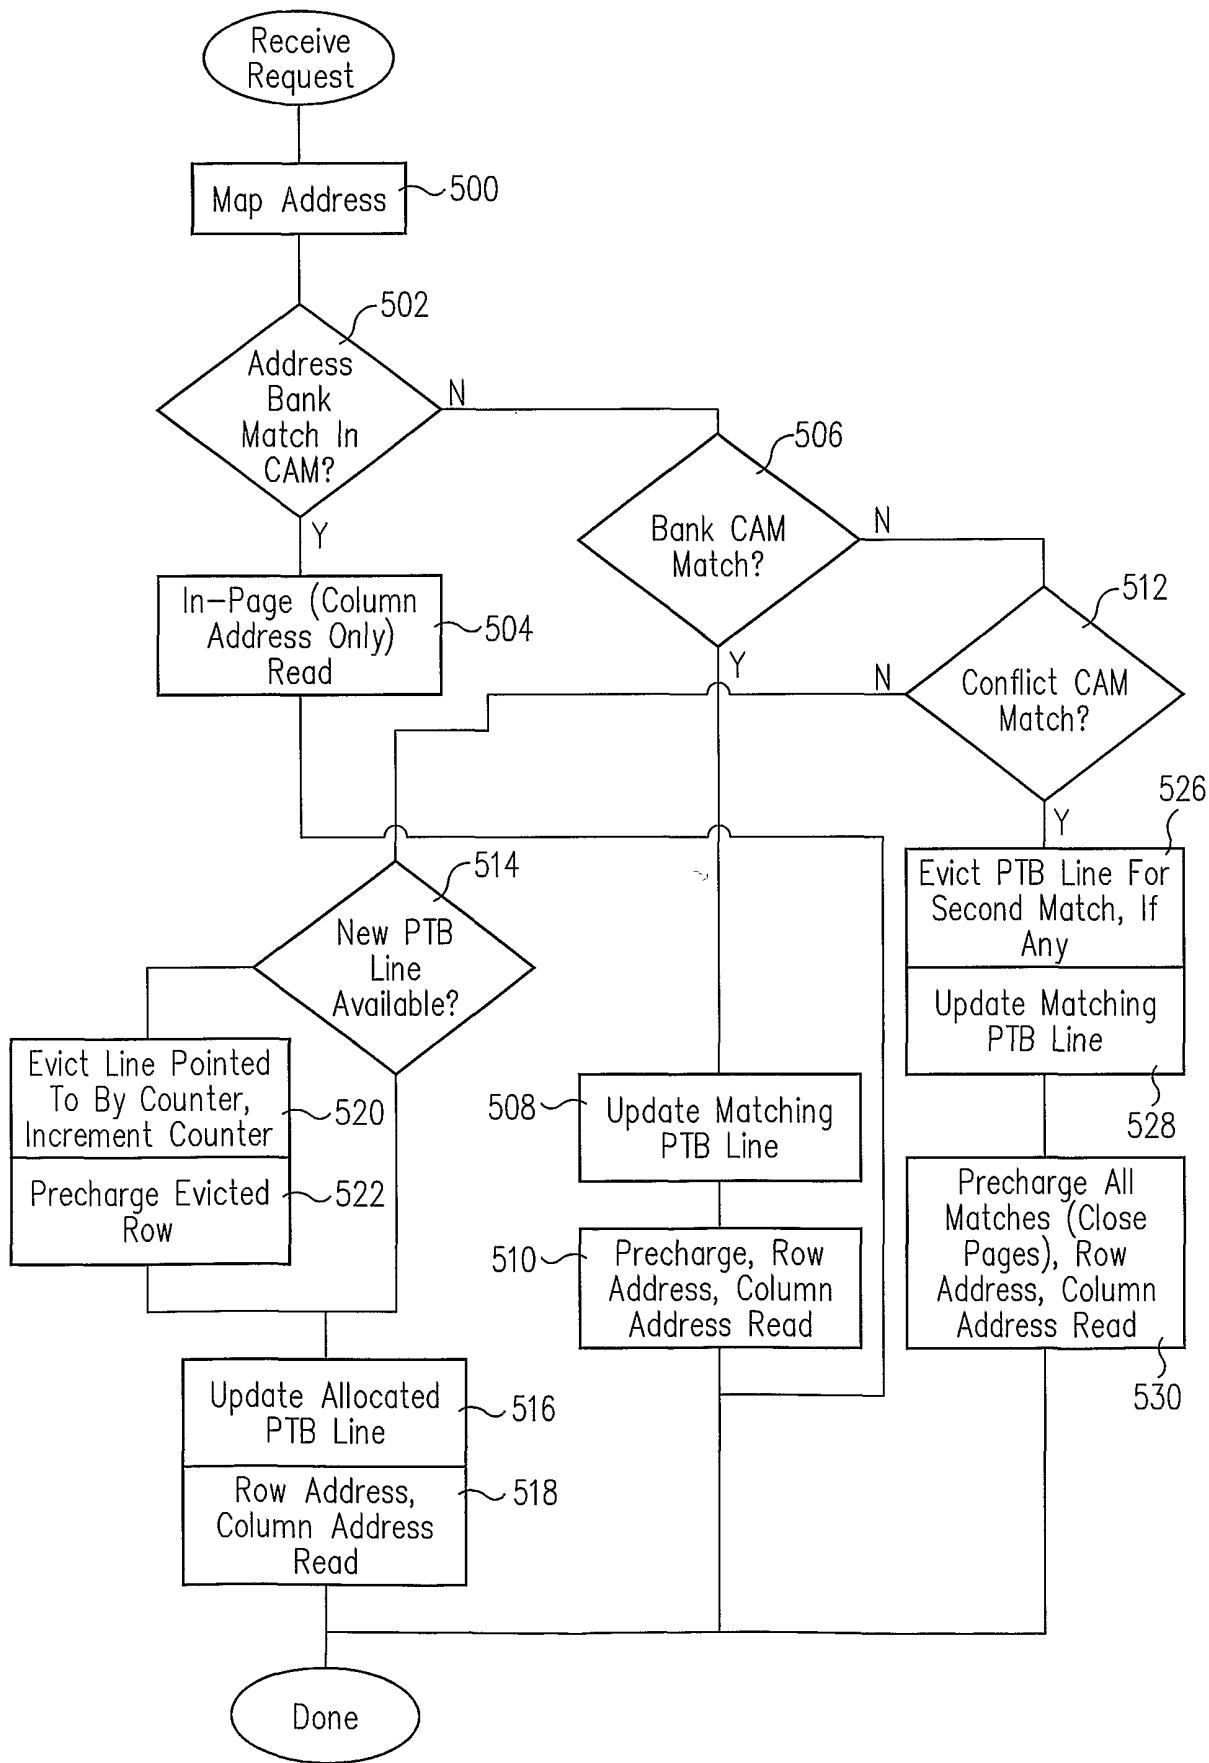 Receive
Request
Map Address
500
502
Address
Bank
Match In
CAM?
N
Y
506
Bank CAM
Match?
N
Y
In-Page (Column
Address Only)
Read
504
512
Conflict CAM
Match?
N
Y
526
Evict PTB Line For
Second Match, If
Any
Update Matching
PTB Line
528
514
New PTB
Line
Available?
Evict Line Pointed
To By Counter,
Increment Counter
520
Precharge Evicted
Row
522
508
Update Matching
PTB Line
510
Precharge, Row
Address, Column
Address Read
Precharge All
Matches (Close
Pages), Row
Address, Column
Address Read
530
Update Allocated
PTB Line
516
Row Address,
Column Address
Read
518
Done